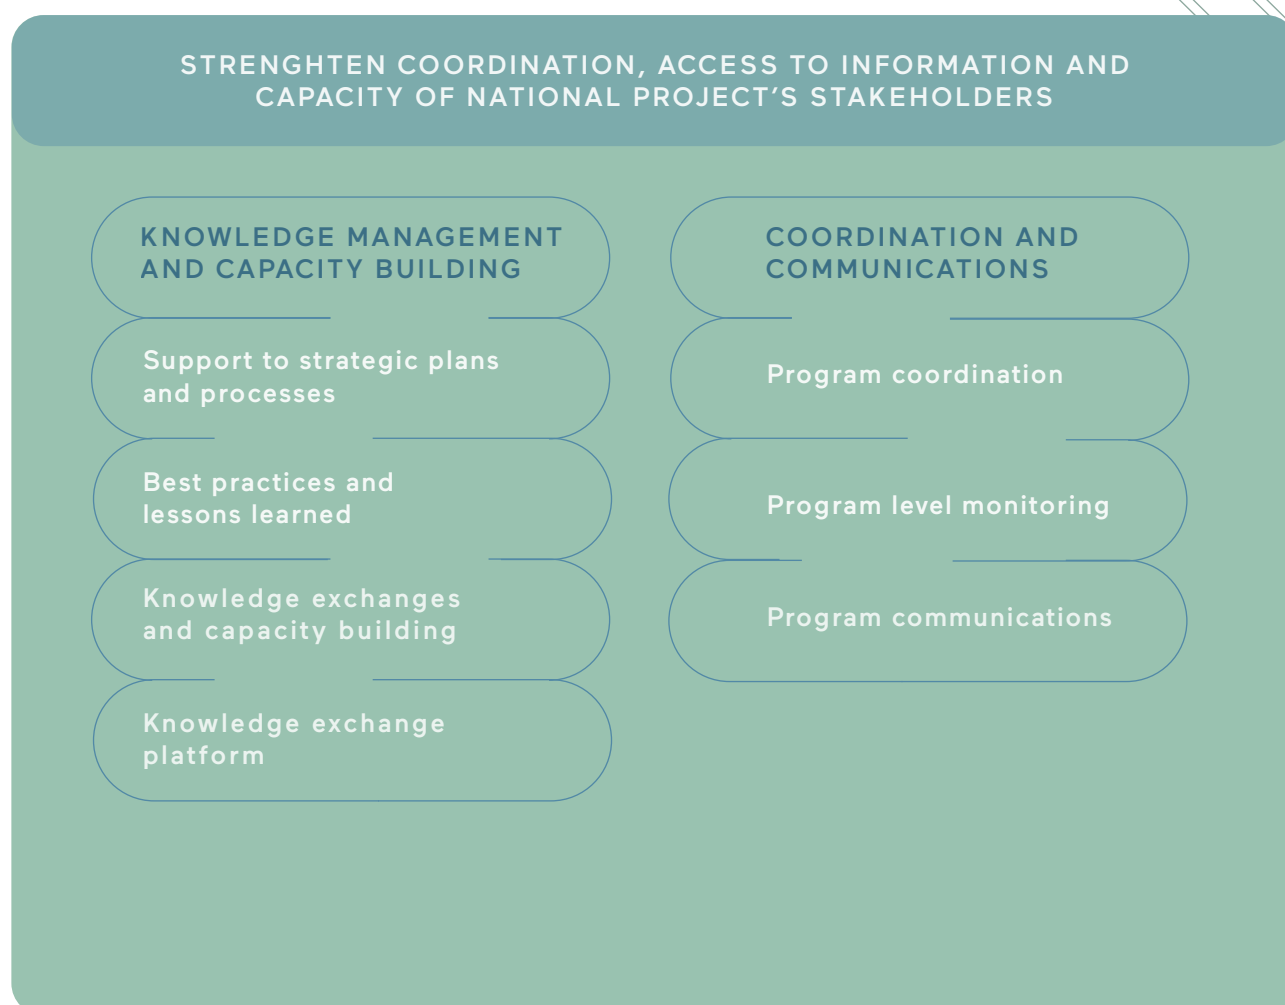 STRENGHTEN COORDINATION, ACCESS TO INFORMATION AND
CAPACITY OF NATIONAL PROJECT’S STAKEHOLDERS
KNOWLEDGE MANAGEMENT
AND CAPACITY BUILDING
Support to strategic plans
and processes
Best practices and
lessons learned
Knowledge exchanges
and capacity building
Knowledge exchange
platform
COORDINATION AND
COMMUNICATIONS
Program coordination
Program level monitoring
Program communications